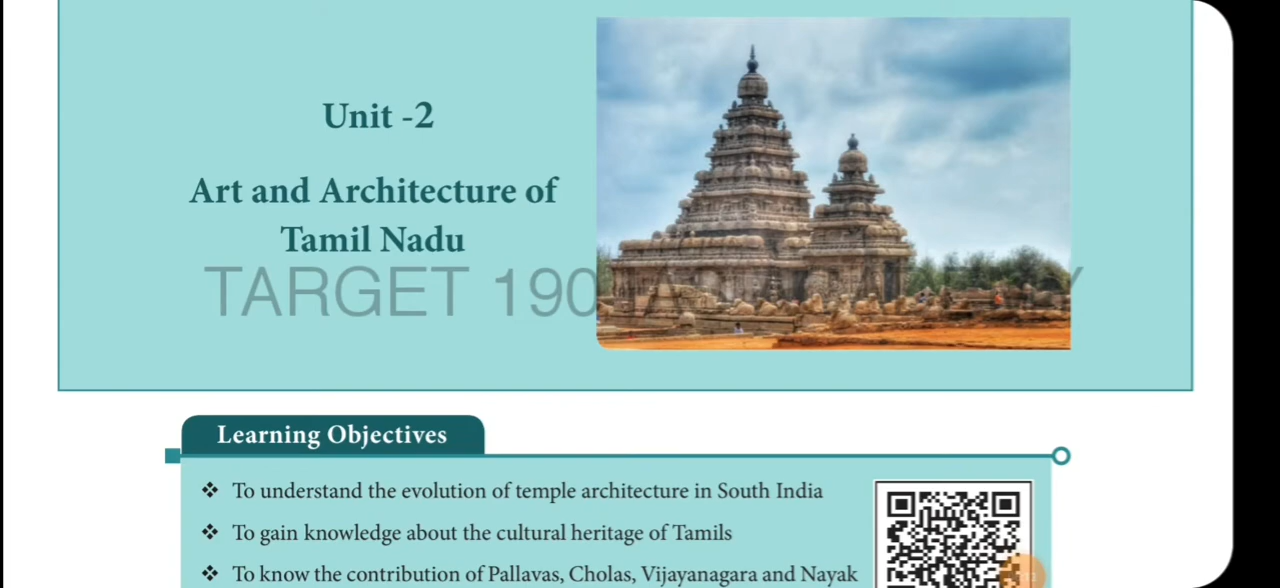 Unit -2
Art and Architecture of
Tamil Nadu
TARGET 190
Learning Objectives
❖ To understand the evolution of temple architecture in South India
❖ To gain knowledge about the cultural heritage of Tamils
❖ To know the contribution of Pallavas, Cholas, Vijayanagara and Nayak